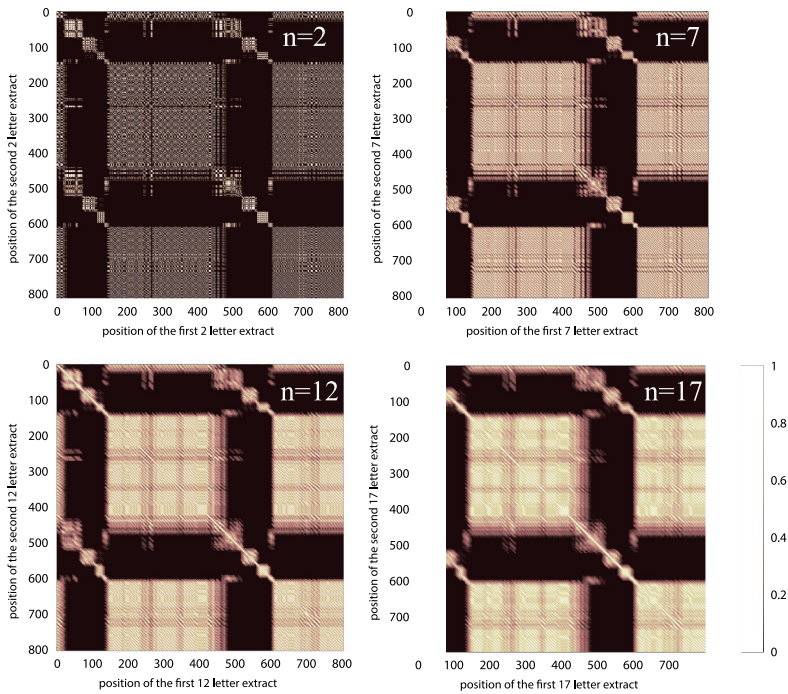 n=2
0
100
200
300
400
500
600
700
800
position of the second 2 letter extract
0 100 200 300 400 500 600 700 800
position of the first 2 letter extract
n=7
0
100
200
300
400
500
600
700
800
position of the second 7 letter extract
0 100 200 300 400 500 600 700 800
position of the first 7 letter extract
n=12
0
100
200
300
400
500
600
700
800
position of the second 12 letter extract
0 100 200 300 400 500 600 700 800
position of the first 12 letter extract
n=17
0
100
200
300
400
500
600
700
position of the second 17 letter extract
0 100 200 300 400 500 600 700
position of the first 17 letter extract
1
0.8
0.6
0.4
0.2
0